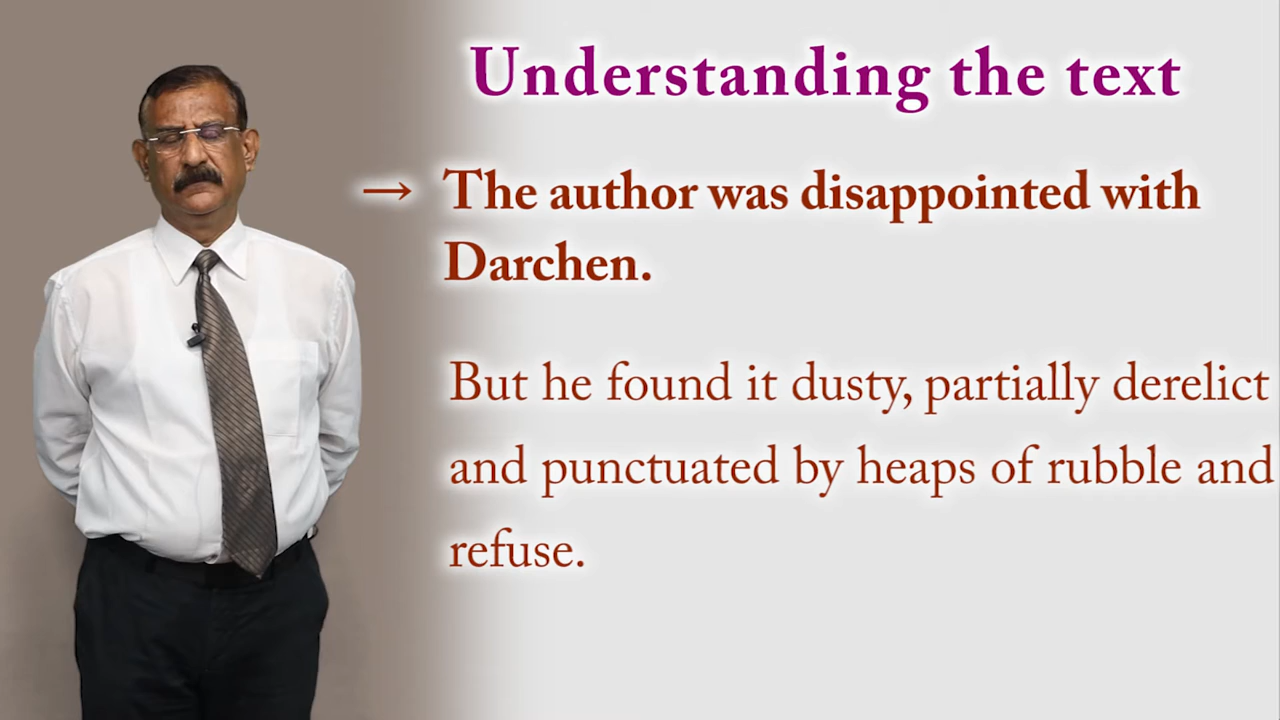 Understanding the text
→ The author was disappointed with
Darchen.
But he found it dusty, partially derelict
and punctuated by heaps of rubble and
refuse.